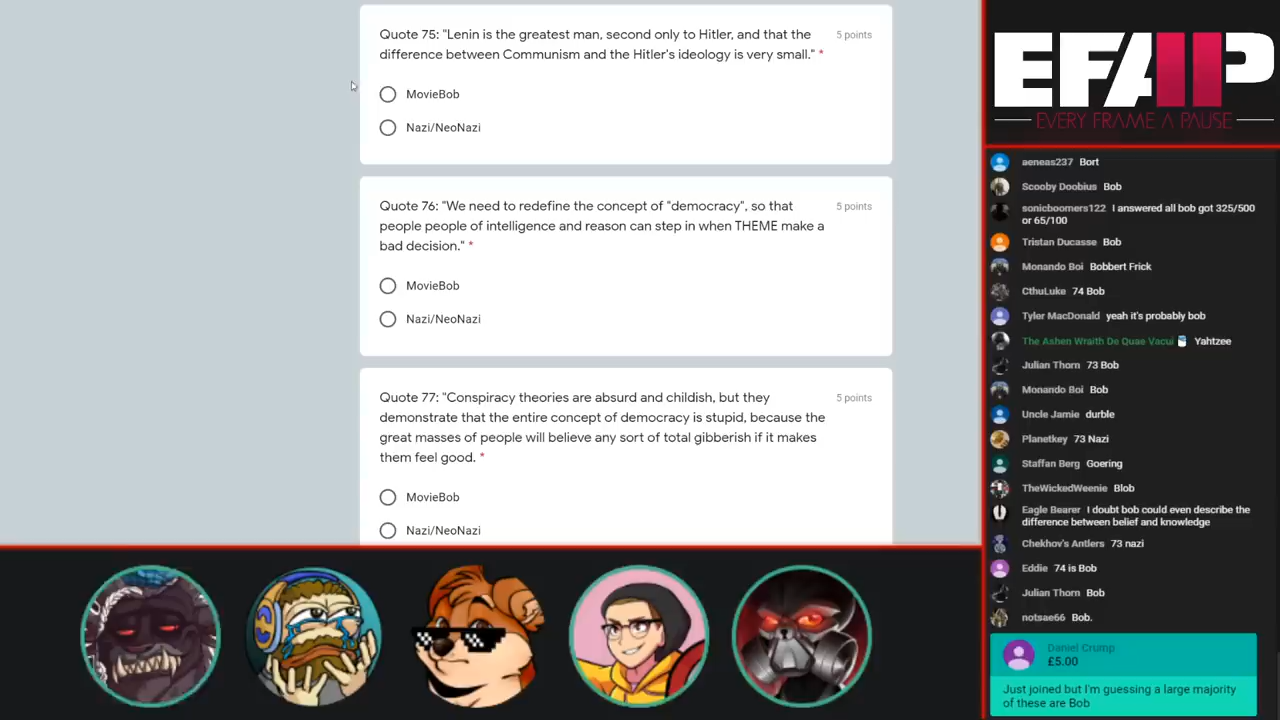 Quote 75: "Lenin is the greatest man, second only to Hitler, and that the
difference between Communism and the Hitler's ideology is very small." *
5 points
MovieBob
Nazi/NeoNazi
Quote 76: "We need to redefine the concept of "democracy", so that
people people of intelligence and reason can step in when THEME make a
bad decision." *
5 points
MovieBob
Nazi/NeoNazi
Quote 77: "Conspiracy theories are absurd and childish, but they
demonstrate that the entire concept of democracy is stupid, because the
great masses of people will believe any sort of total gibberish if it makes
them feel good. *
5 points
MovieBob
Nazi/NeoNazi
EFAP
EVERY FRAME A PAUSE
aeneas237 Bort
Scooby Doobius Bob
sonicboomers122 I answered all bob got 325/500
or 65/100
Tristan Ducasse Bob
Monando Boi Bobbert Frick
CthuLuke 74 Bob
Tyler MacDonald yeah it's probably bob
The Ashen Wraith De Quae Vacui Yahtzee
Julian Thorn 73 Bob
Monando Boi Bob
Uncle Jamie durble
Planetkey 73 Nazi
Staffan Berg Goering
TheWickedWeenie Blob
Eagle Bearer I doubt bob could even describe the
difference between belief and knowledge
Chekhov's Antlers 73 nazi
Eddie 74 is Bob
Julian Thorn Bob
notsae66 Bob.
Daniel Crump
£5.00
Just joined but I'm guessing a large majority
of these are Bob